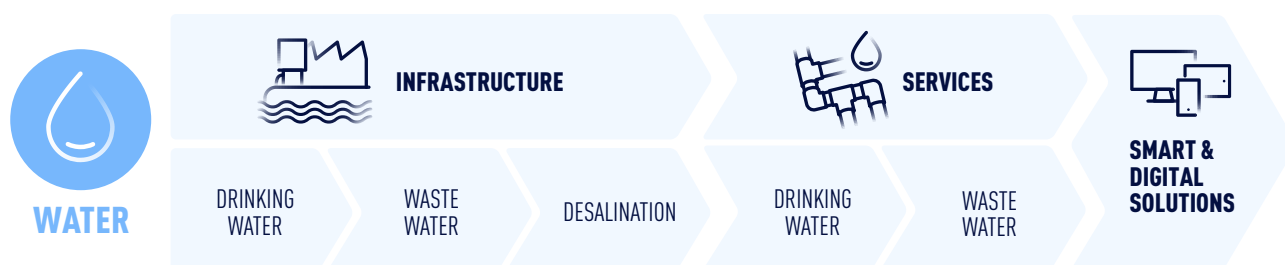 WATER
INFRASTRUCTURE
DRINKING
WATER
WASTE
WATER
DESALINATION
SERVICES
DRINKING
WATER
WASTE
WATER
SMART &
DIGITAL
SOLUTIONS